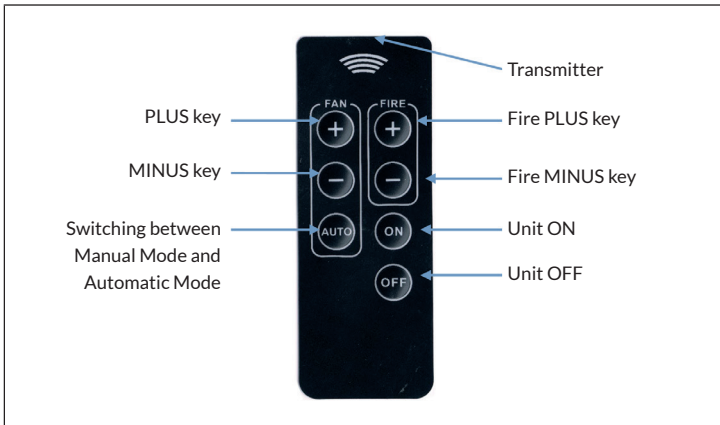 Transmitter
FAN
FIRE
PLUS key
+
+
Fire PLUS key
MINUS key
−
−
Fire MINUS key
Switching between
Manual Mode and
Automatic Mode
AUTO
ON
Unit ON
OFF
Unit OFF